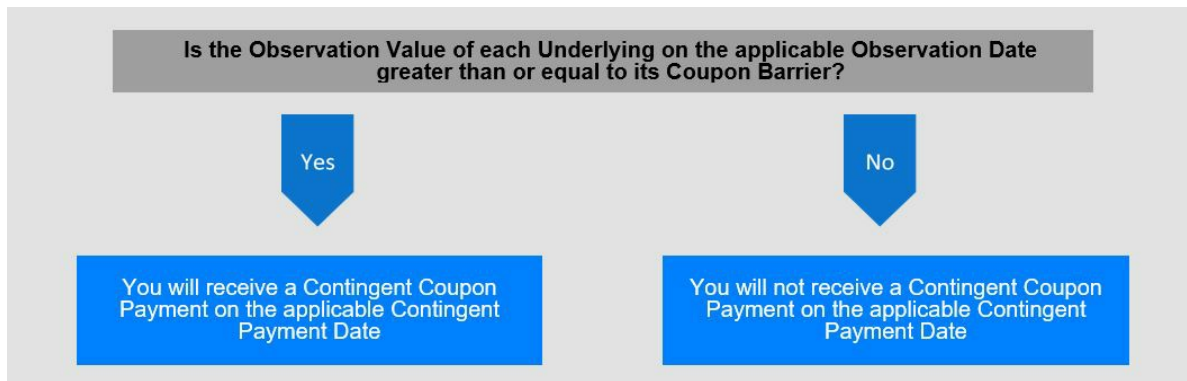 Is the Observation Value of each Underlying on the applicable Observation Date
greater than or equal to its Coupon Barrier?
Yes
No
You will receive a Contingent Coupon
Payment on the applicable Contingent
Payment Date
You will not receive a Contingent Coupon
Payment on the applicable Contingent
Payment Date